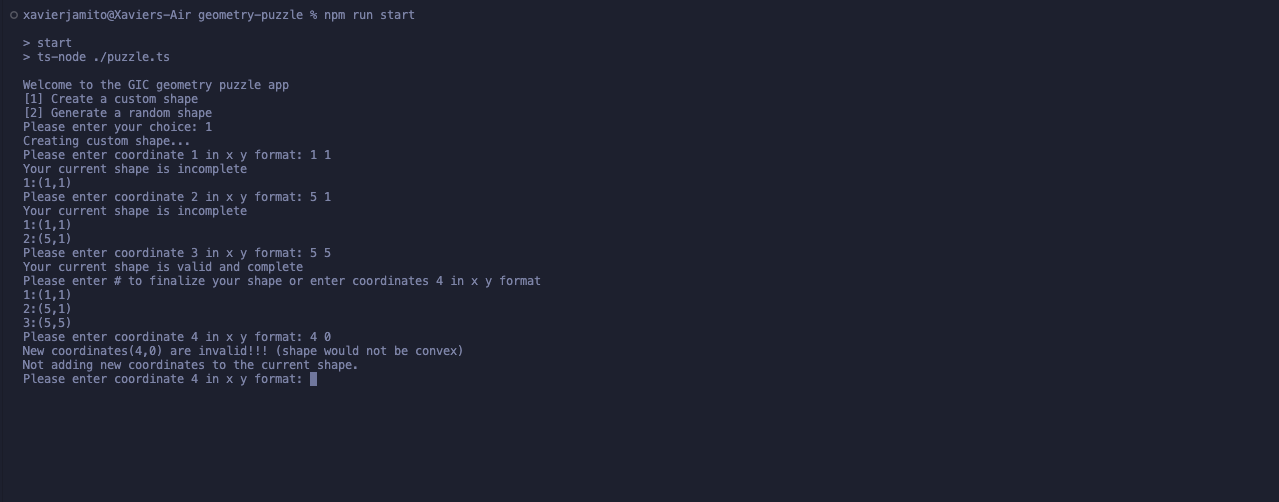 xavierjamito@Xaviers-Air geometry-puzzle % npm run start
> start
> ts-node ./puzzle.ts
Welcome to the GIC geometry puzzle app
[1] Create a custom shape
[2] Generate a random shape
Please enter your choice: 1
Creating custom shape...
Please enter coordinate 1 in x y format: 1 1
Your current shape is incomplete
1:(1,1)
Please enter coordinate 2 in x y format: 5 1
Your current shape is incomplete
1:(1,1)
2:(5,1)
Please enter coordinate 3 in x y format: 5 5
Your current shape is valid and complete
Please enter # to finalize your shape or enter coordinates 4 in x y format
1:(1,1)
2:(5,1)
3:(5,5)
Please enter coordinate 4 in x y format: 4 0
New coordinates(4,0) are invalid!!! (shape would not be convex)
Not adding new coordinates to the current shape.
Please enter coordinate 4 in x y format: